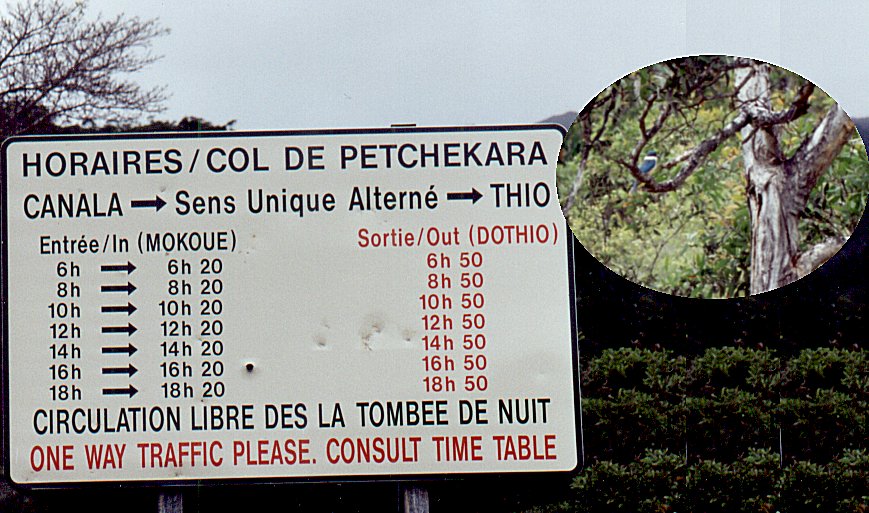 HORAIRES/COL DE PETCHEKARA
CANALA → Sens Unique Alterné → THIO
Entrée/In (MOKOUE) Sortie/Out (DOTHIO)
6h → 6h 20 6h 50
8h → 8h 20 8h 50
10h → 10h 20 10h 50
12h → 12h 20 12h 50
14h → 14h 20 14h 50
16h → 16h 20 16h 50
18h → 18h 20 18h 50
CIRCULATION LIBRE DES LA TOMBEE DE NUIT
ONE WAY TRAFFIC PLEASE. CONSULT TIME TABLE